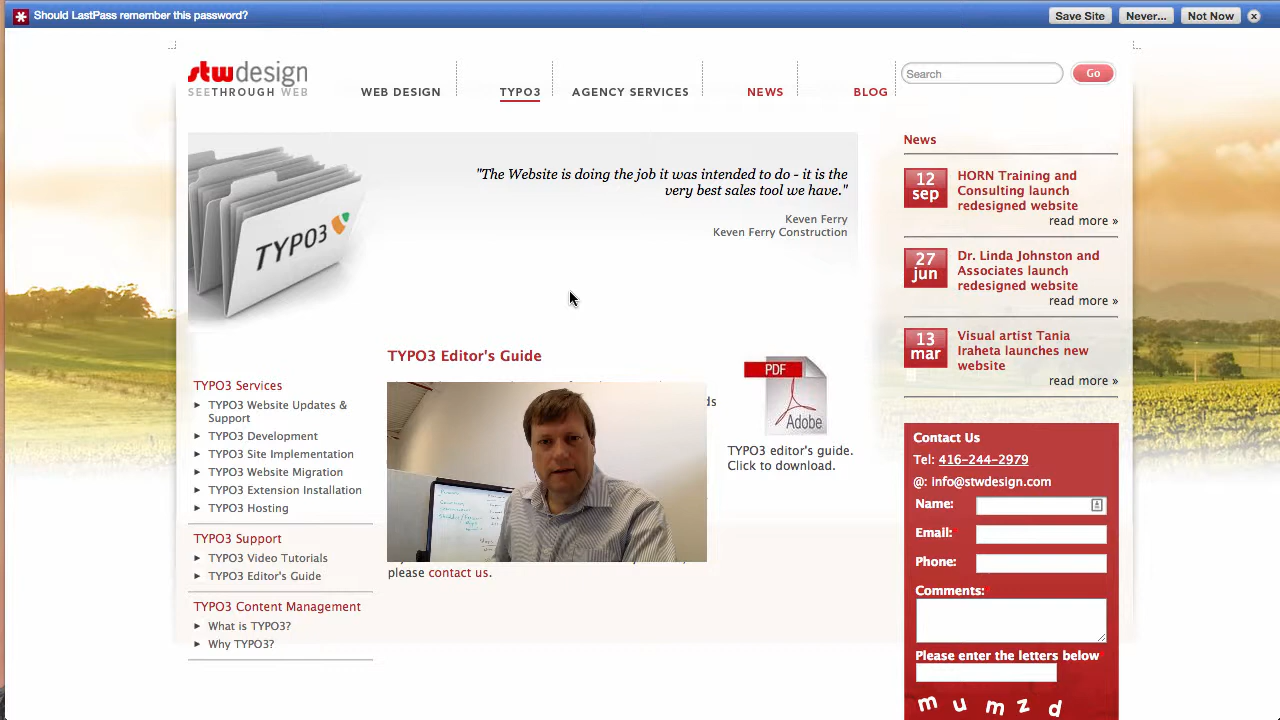 Should LastPass remember this password?
Save Site
Never...
Not Now
stwdesign
SEETHROUGH WEB
WEB DESIGN
TYPO3
AGENCY SERVICES
NEWS
BLOG
Search
Go
TYPO3
"The Website is doing the job it was intended to do - it is the
very best sales tool we have."
Keven Ferry
Keven Ferry Construction
TYPO3 Services
TYPO3 Website Updates &
Support
TYPO3 Development
TYPO3 Site Implementation
TYPO3 Website Migration
TYPO3 Extension Installation
TYPO3 Hosting
TYPO3 Support
TYPO3 Video Tutorials
TYPO3 Editor's Guide
TYPO3 Content Management
What is TYPO3?
Why TYPO3?
TYPO3 Editor's Guide
please contact us.
PDF
Adobe
TYPO3 editor's guide.
Click to download.
News
12
sep
HORN Training and
Consulting launch
redesigned website
read more »
27
jun
Dr. Linda Johnston and
Associates launch
redesigned website
read more »
13
mar
Visual artist Tania
Iraheta launches new
website
read more »
Contact Us
Tel: 416-244-2979
@: info@stwdesign.com
Name:
Email:
Phone:
Comments:
Please enter the letters below
m u m z d